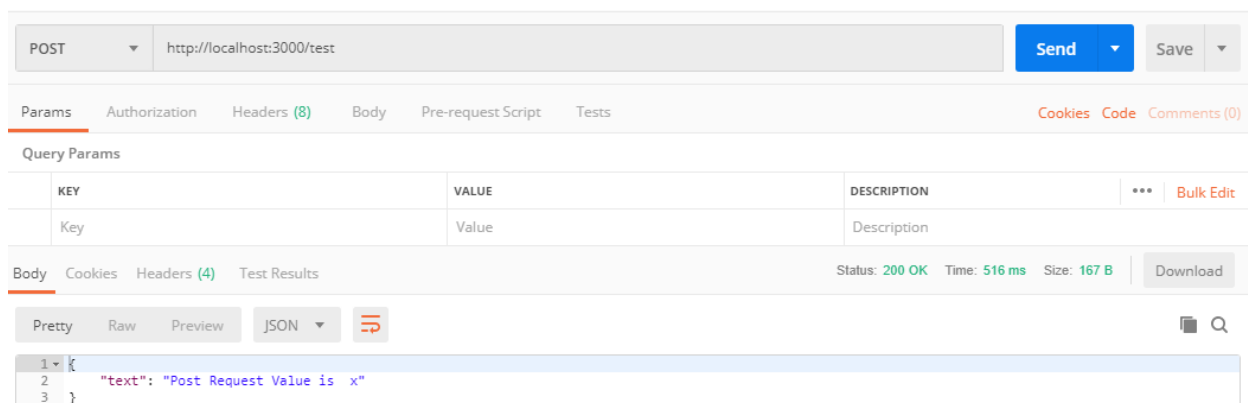 POST http://localhost:3000/test Send Save
Params Authorization Headers (8) Body Pre-request Script Tests Cookies Code Comments (0)
Query Params
KEY VALUE DESCRIPTION ••• Bulk Edit
Key Value Description
Body Cookies Headers (4) Test Results Status: 200 OK Time: 516 ms Size: 167 B Download
Pretty Raw Preview JSON
1 {
2 "text": "Post Request Value is  x"
3 }